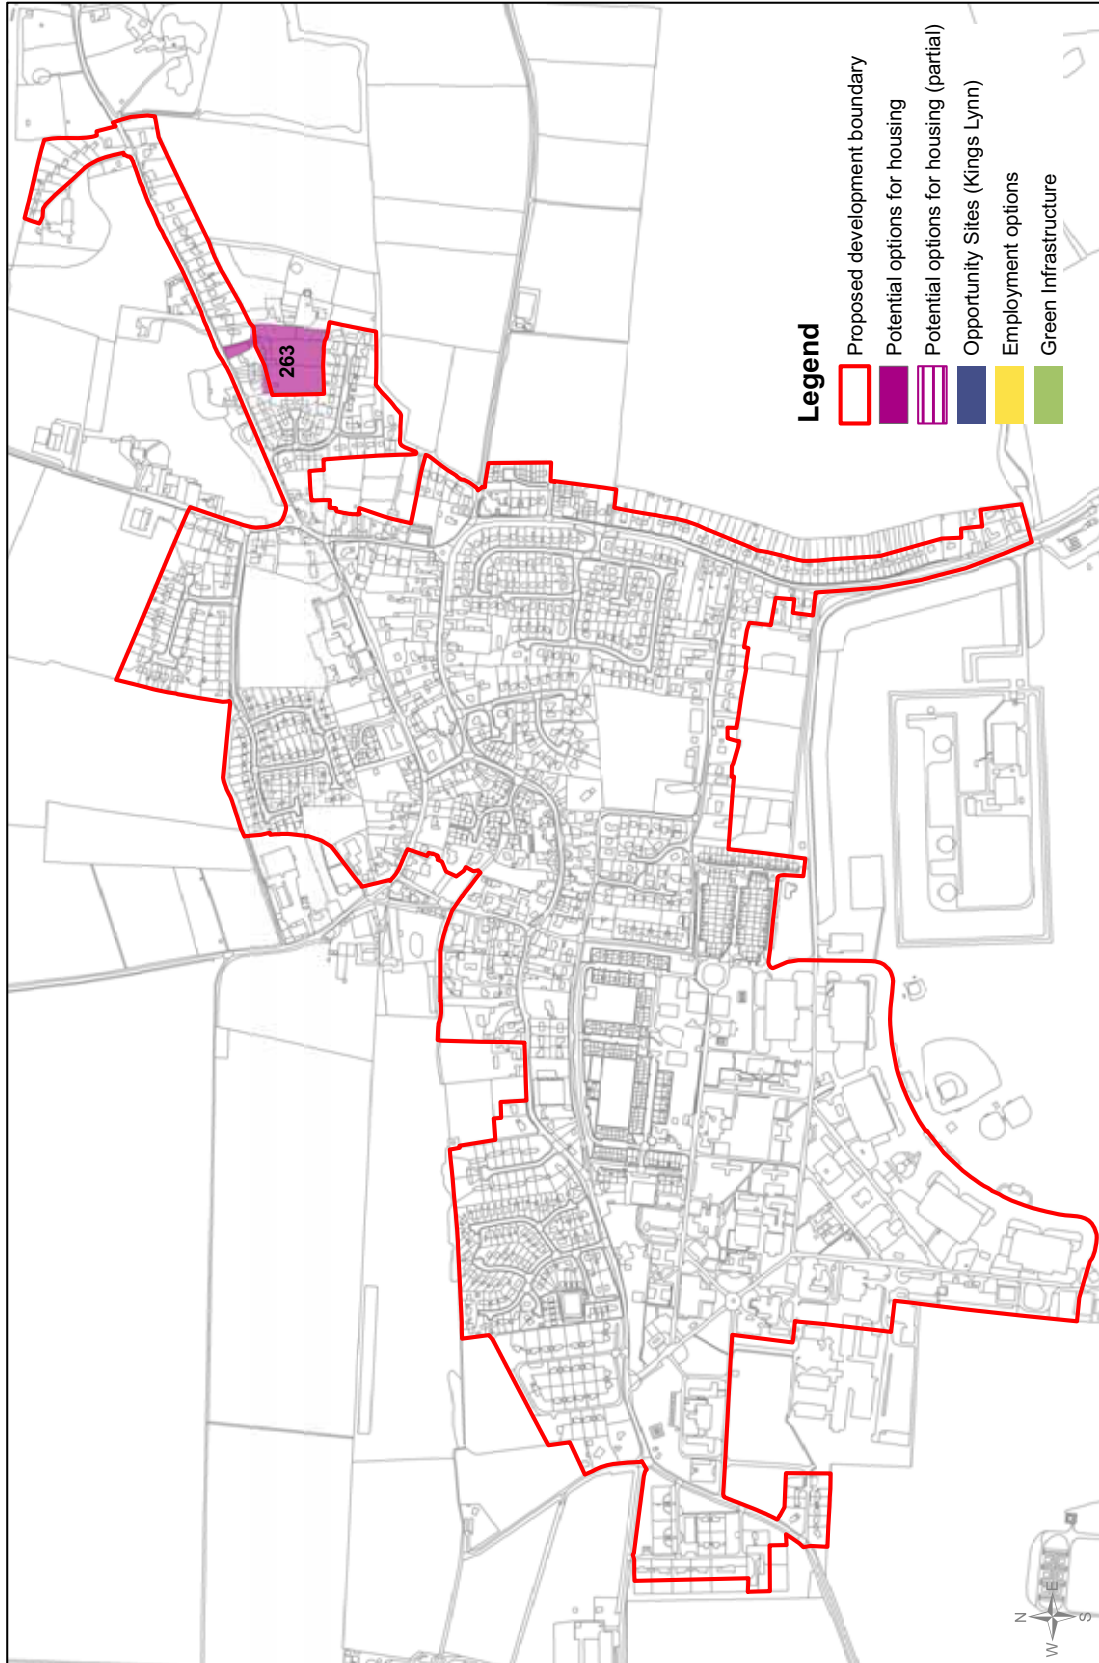 263
Legend
Proposed development boundary
Potential options for housing
Potential options for housing (partial)
Opportunity Sites (Kings Lynn)
Employment options
Green Infrastructure
N
W E
S